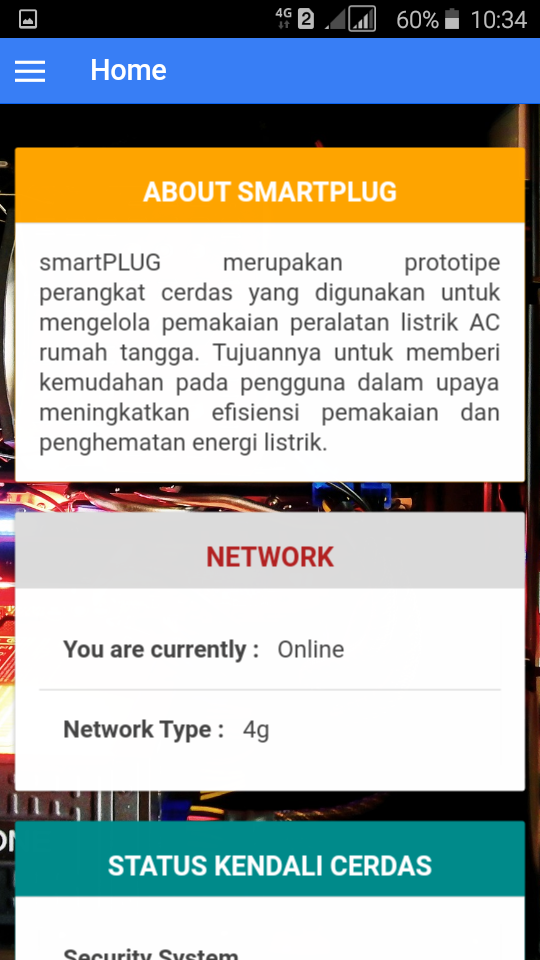 4G 2 60% 10:34
Home
ABOUT SMARTPLUG
smartPLUG merupakan prototipe
perangkat cerdas yang digunakan untuk
mengelola pemakaian peralatan listrik AC
rumah tangga. Tujuannya untuk memberi
kemudahan pada pengguna dalam upaya
meningkatkan efisiensi pemakaian dan
penghematan energi listrik.
NETWORK
You are currently : Online
Network Type : 4g
STATUS KENDALI CERDAS
Security System